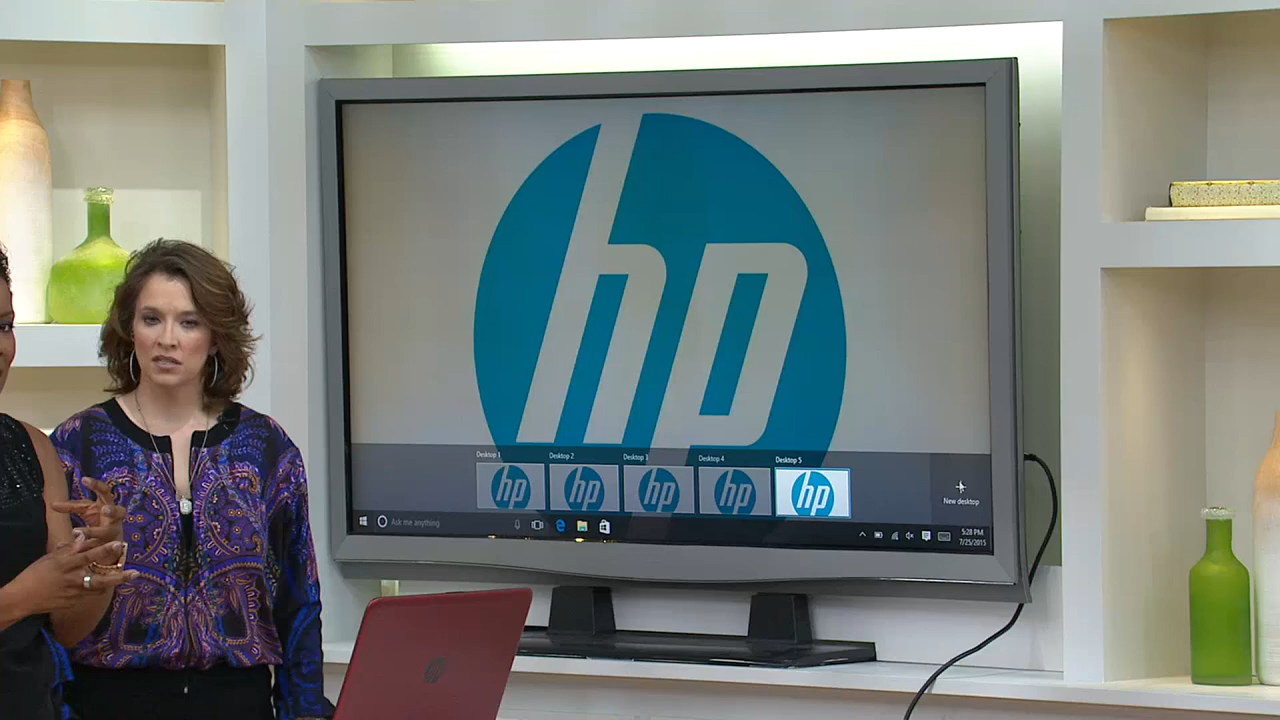 hp
Desktop 1
Desktop 2
Desktop 3
Desktop 4
Desktop 5
hp
hp
hp
hp
hp
New desktop
Ask me anything
5:28 PM
7/25/2015
hp